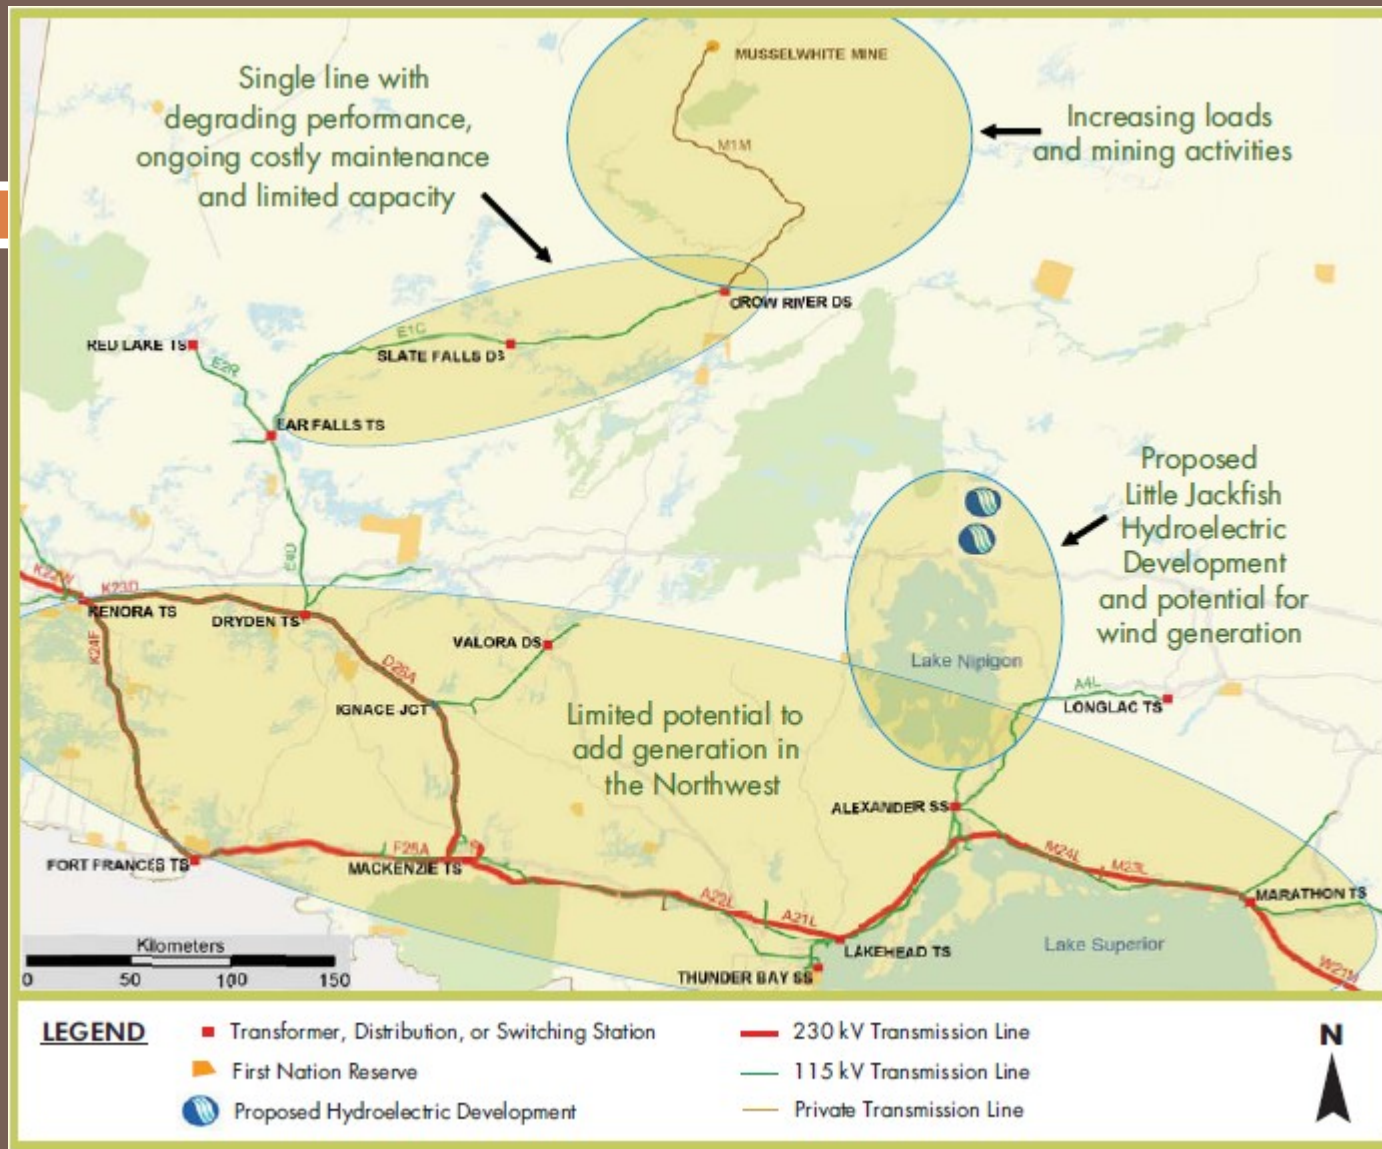 MUSSELWHITE MINE
Single line with
degrading performance,
ongoing costly maintenance
and limited capacity
Increasing loads
and mining activities
M1M
CROW RIVER DS
E1C
RED LAKE TS
SLATE FALLS DS
E2R
EAR FALLS TS
Proposed
Little Jackfish
Hydroelectric
Development
and potential for
wind generation
E4U
K23D
KENORA TS
DRYDEN TS
K24F
VALORA DS
D26A
Lake Nipigon
A4L
LONGLAC TS
IGNACE JCT
Limited potential to
add generation in
the Northwest
ALEXANDER SS
FORT FRANCES TS
F25A
MACKENZIE TS
M24L
M23L
MARATHON TS
A22L
A21L
LAKEHEAD TS
Lake Superior
THUNDER BAY SS
W21M
Kilometers
0 50 100 150
LEGEND
Transformer, Distribution, or Switching Station
First Nation Reserve
Proposed Hydroelectric Development
230 kV Transmission Line
115 kV Transmission Line
Private Transmission Line
N